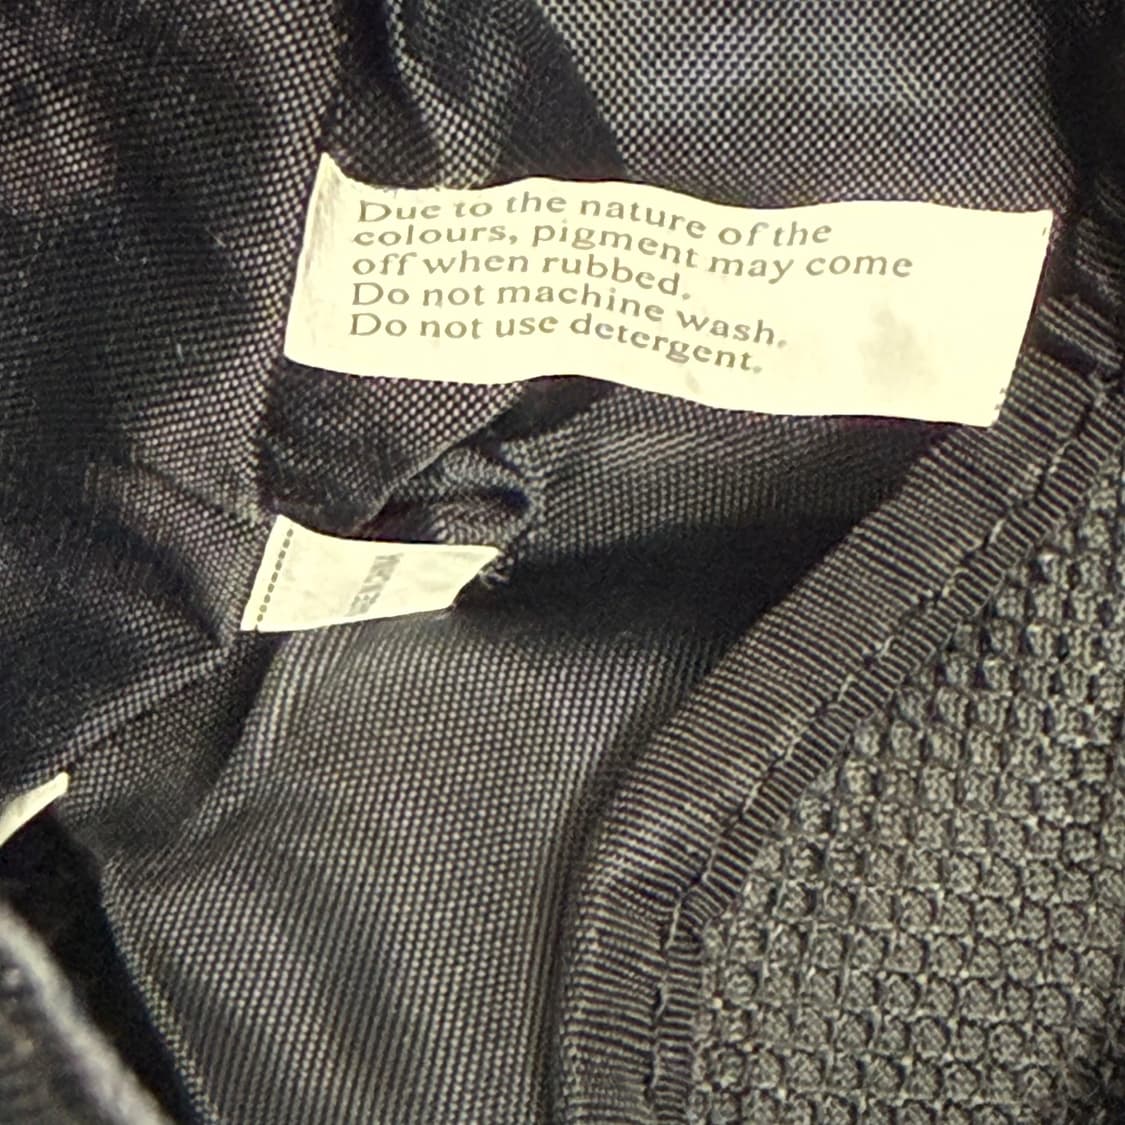 Due to the nature of the
colours, pigment may come
off when rubbed.
Do not machine wash.
Do not use detergent.